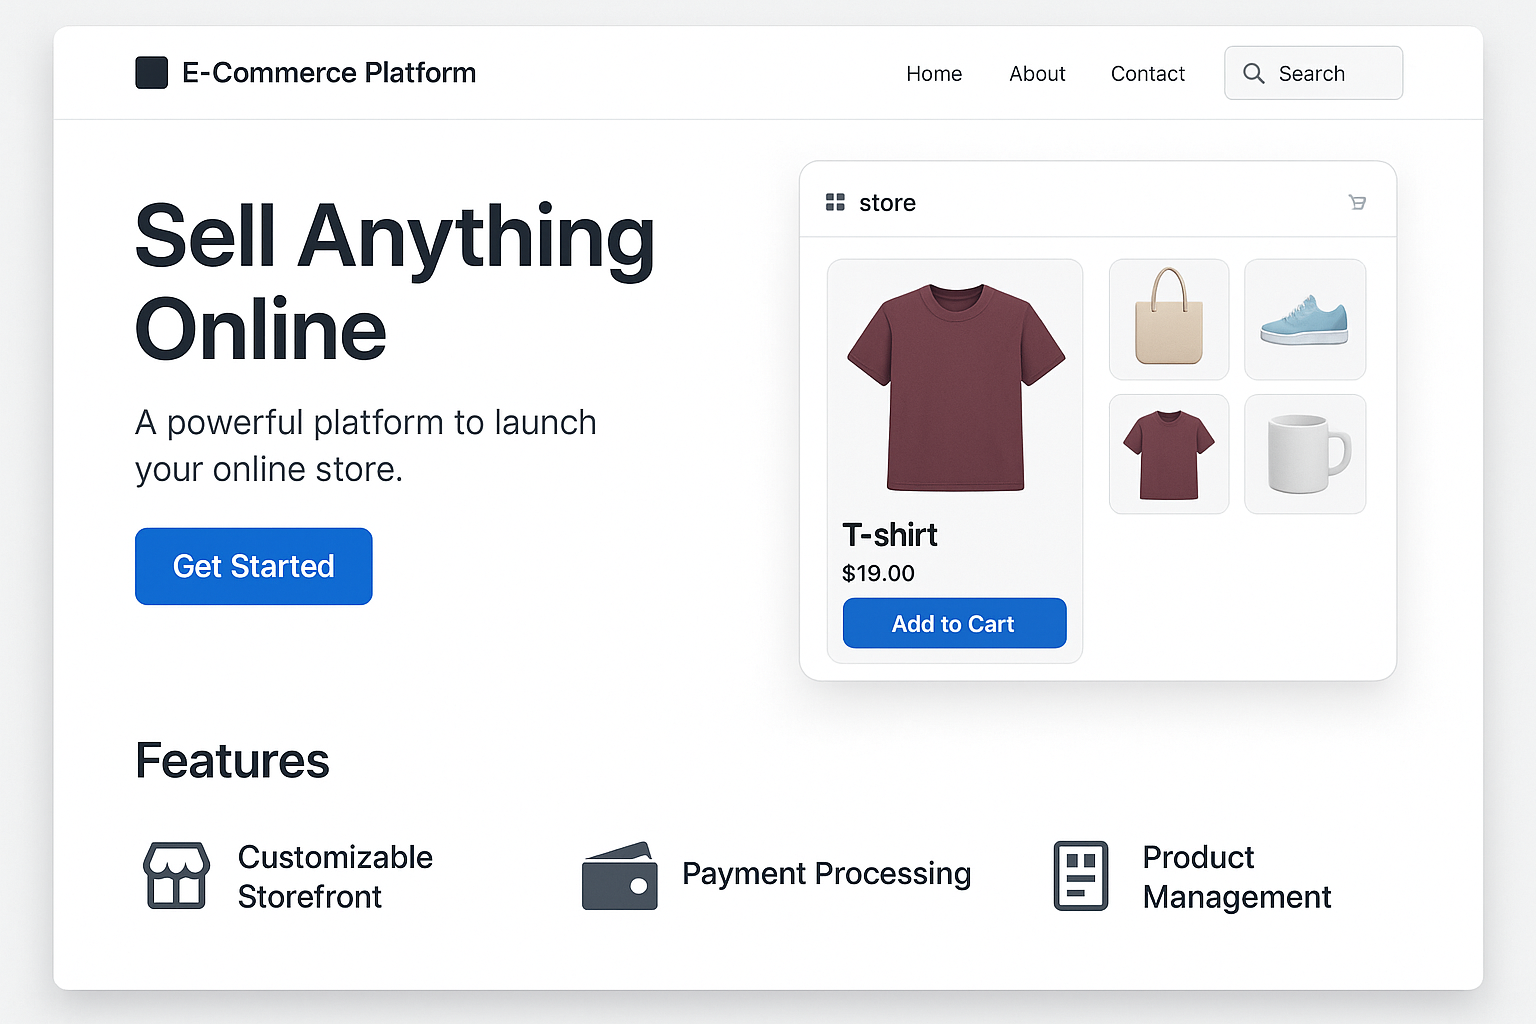 E-Commerce Platform
Home
About
Contact
Search
Sell Anything
Online
A powerful platform to launch
your online store.
Get Started
store
T-shirt
$19.00
Add to Cart
Features
Customizable
Storefront
Payment Processing
Product
Management